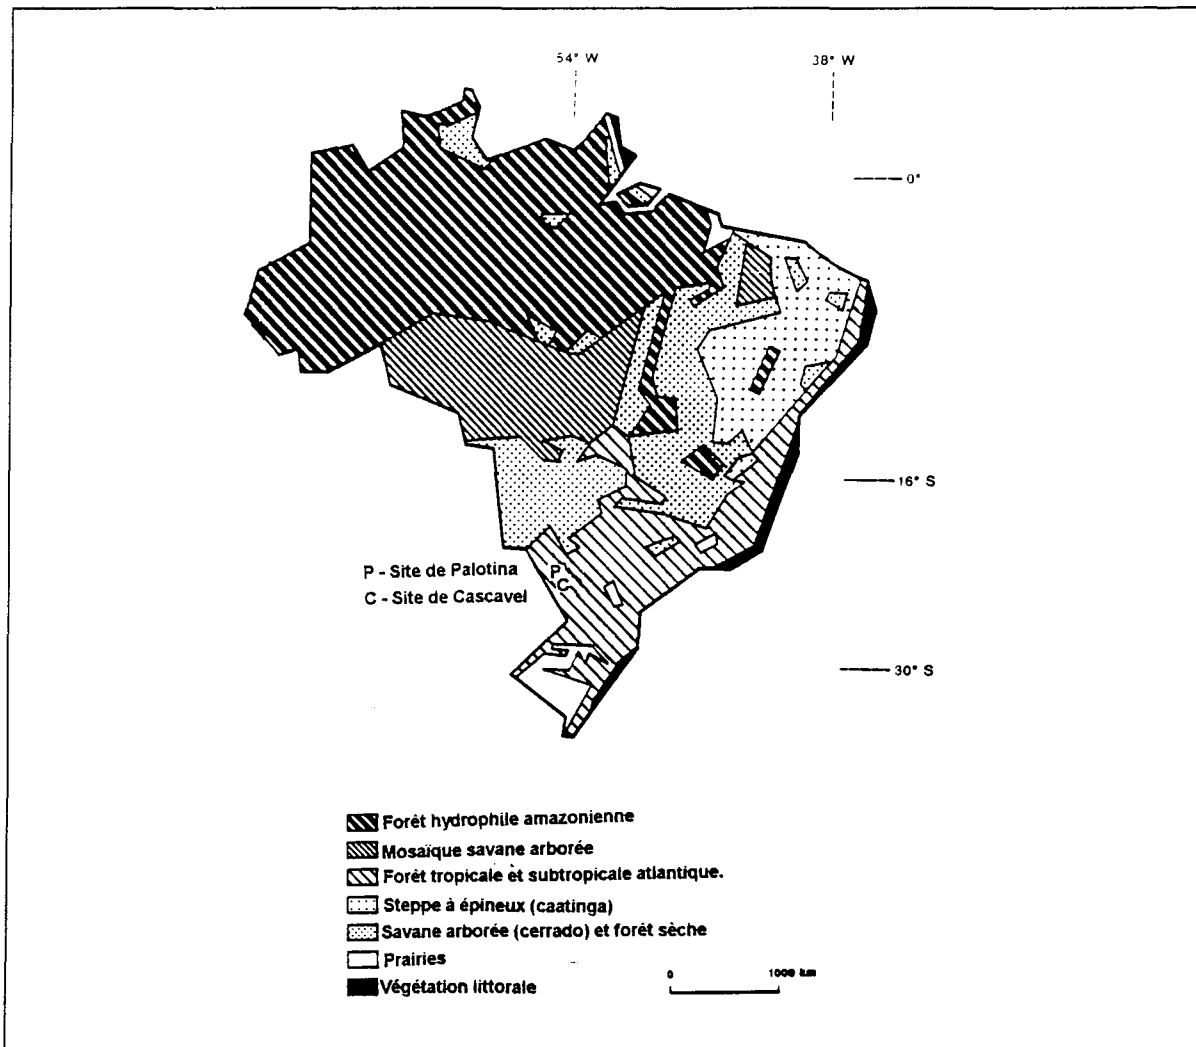 54° W
38° W
0°
16° S
P - Site de Palotina
P
C - Site de Cascavel
C
30° S
Forêt hydrophile amazonienne
Mosaïque savane arborée
Forêt tropicale et subtropicale atlantique.
Steppe à épineux (caatinga)
Savane arborée (cerrado) et forêt sèche
Prairies
Végétation littorale
0
1000 km